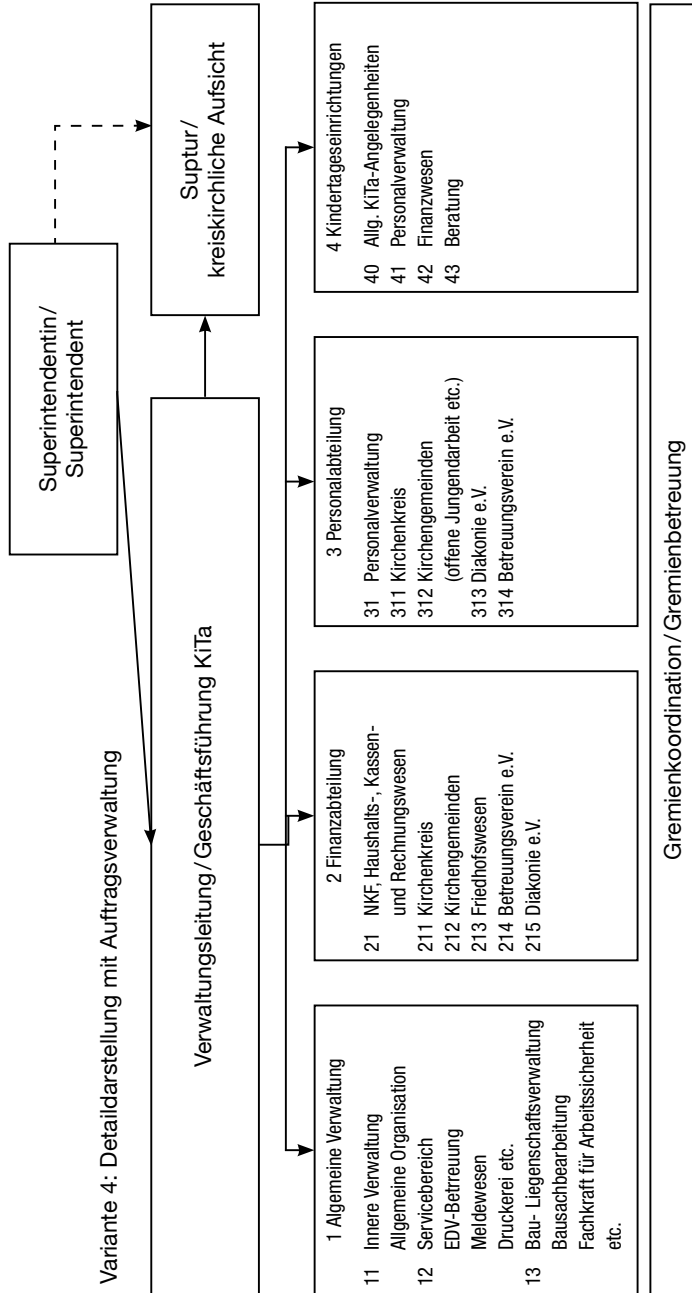 Variante 4: Detaildarstellung mit Auftragsverwaltung
Superintendentin/
Superintendent
Verwaltungsleitung/Geschäftsführung KiTa
Suptur/
kreiskirchliche Aufsicht
1 Algemeine Verwaltung
11 Innere Verwaltung
Allgemeine Organisation
12 Servicebereich
EDV-Betrreuung
Meldewesen
Druckerei etc.
13 Bau- Liegenschaftsverwaltung
Bausachbearbeitung
Fachkraft für Arbeitssicherheit
etc.
2 Finanzabteilung
21 NKF, Haushalts-, Kassen-
und Rechnungswesen
211 Kirchenkreis
212 Kirchengemeinden
213 Friedhofswesen
214 Betreuungsverein e.V.
215 Diakonie e.V.
3 Personalabteilung
31 Personalverwaltung
311 Kirchenkreis
312 Kirchengemeinden
(offene Jungendarbeit etc.)
313 Diakonie e.V.
314 Betreuungsverein e.V.
4 Kindertageseinrichtungen
40 Allg. KiTa-Angelegenheiten
41 Personalverwaltung
42 Finanzwesen
43 Beratung
Gremienkoordination/Gremienbetreuung